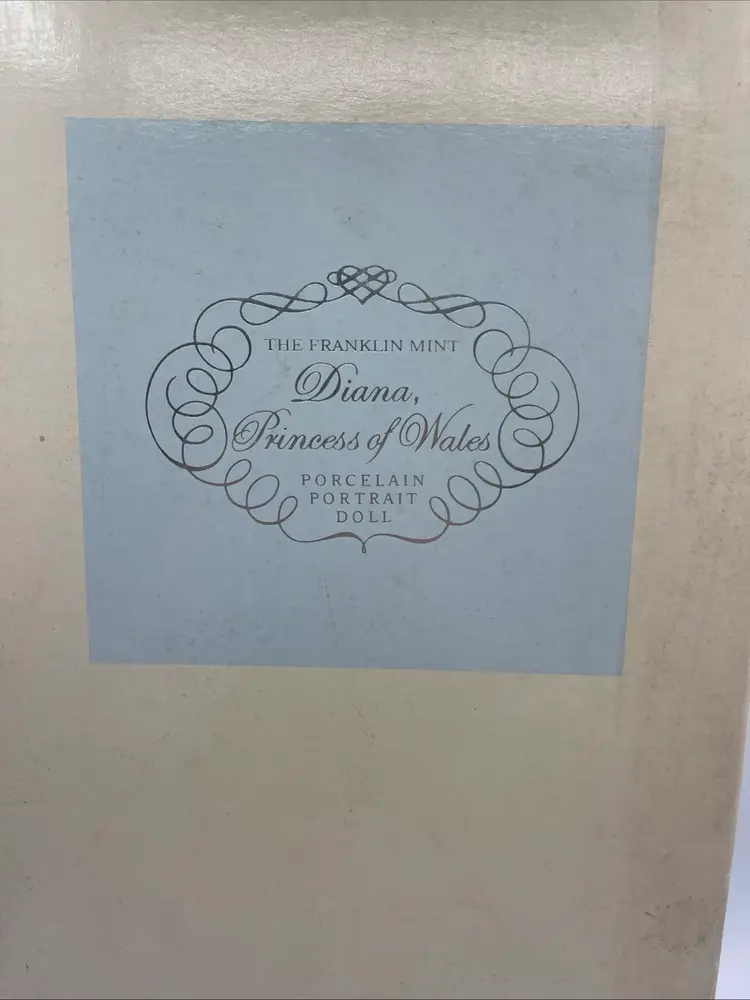 THE FRANKLIN MINT
Diana,
Princess of Wales
PORCELAIN
PORTRAIT
DOLL